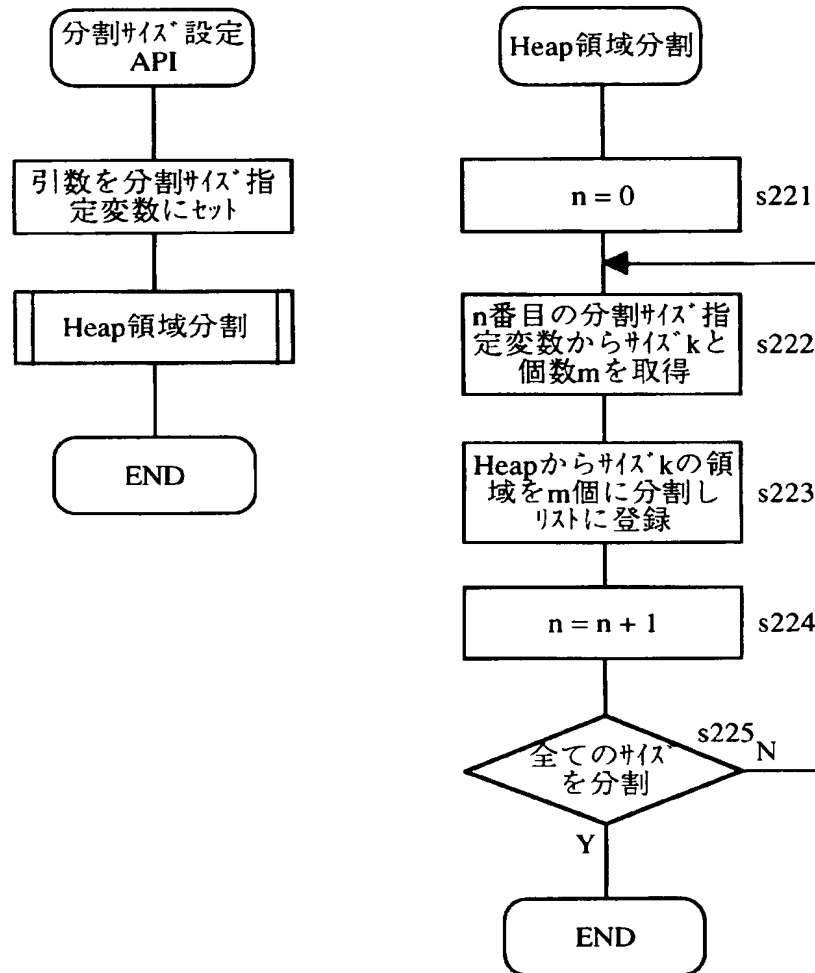 分割ｻｲｽﾞ設定
API
引数を分割ｻｲｽﾞ指
定変数にｾｯﾄ
Heap領域分割
END
Heap領域分割
n = 0
s221
n番目の分割ｻｲｽﾞ指
定変数からｻｲｽﾞkと
個数mを取得
s222
Heapからｻｲｽﾞkの領
域をm個に分割し
ﾘｽﾄに登録
s223
n = n + 1
s224
s225
全てのｻｲｽﾞ
を分割
N
Y
END